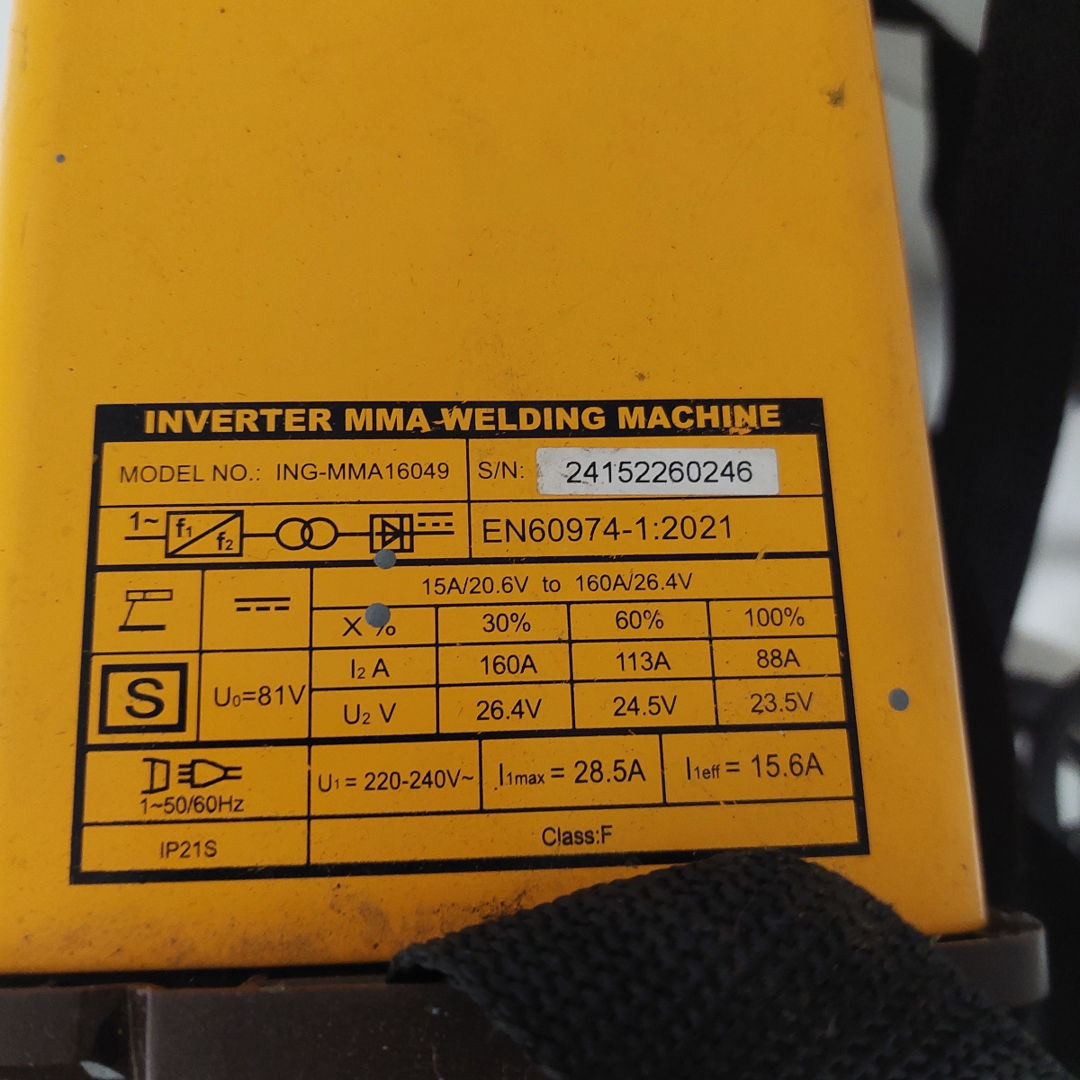 INVERTER MMA WELDING MACHINE
MODEL NO.: ING-MMA16049 S/N: 24152260246
1~ f1 f2 EN60974-1:2021
15A/20.6V to 160A/26.4V
X % 30% 60% 100%
I2 A 160A 113A 88A
S U0=81V
U2 V 26.4V 24.5V 23.5V
U1 = 220-240V~ I1max = 28.5A I1eff = 15.6A
1~50/60Hz
IP21S Class:F